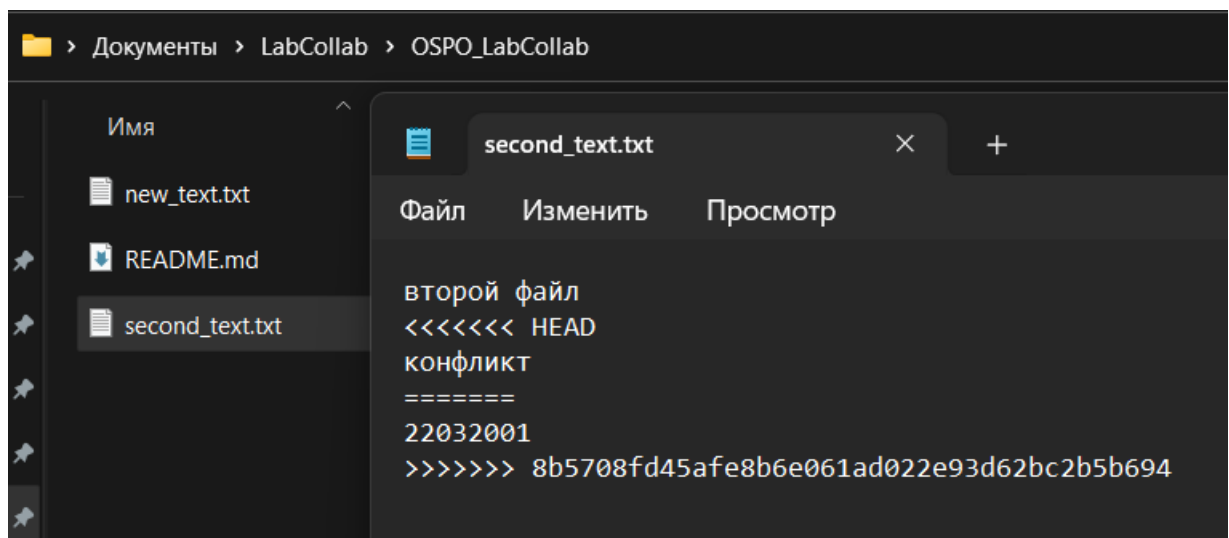 > Документы > LabCollab > OSPO_LabCollab
Имя
new_text.txt
README.md
second_text.txt
second_text.txt
Файл Изменить Просмотр
второй файл
<<<<<<< HEAD
конфликт
=======
22032001
>>>>>>> 8b5708fd45afe8b6e061ad022e93d62bc2b5b694